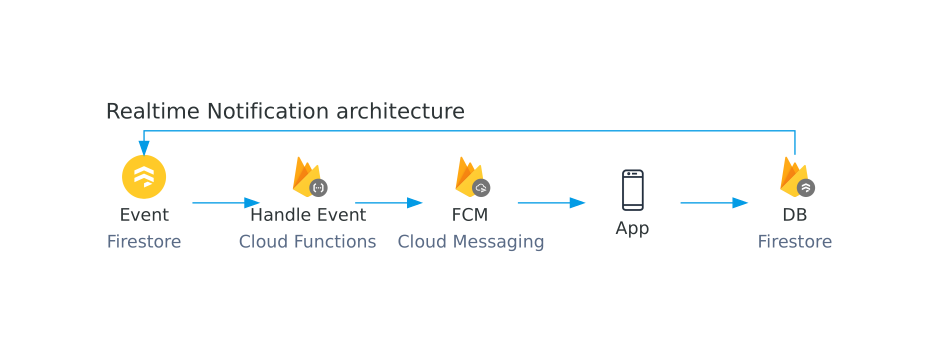 Realtime Notification architecture
Event
Firestore
Handle Event
Cloud Functions
FCM
Cloud Messaging
App
DB
Firestore